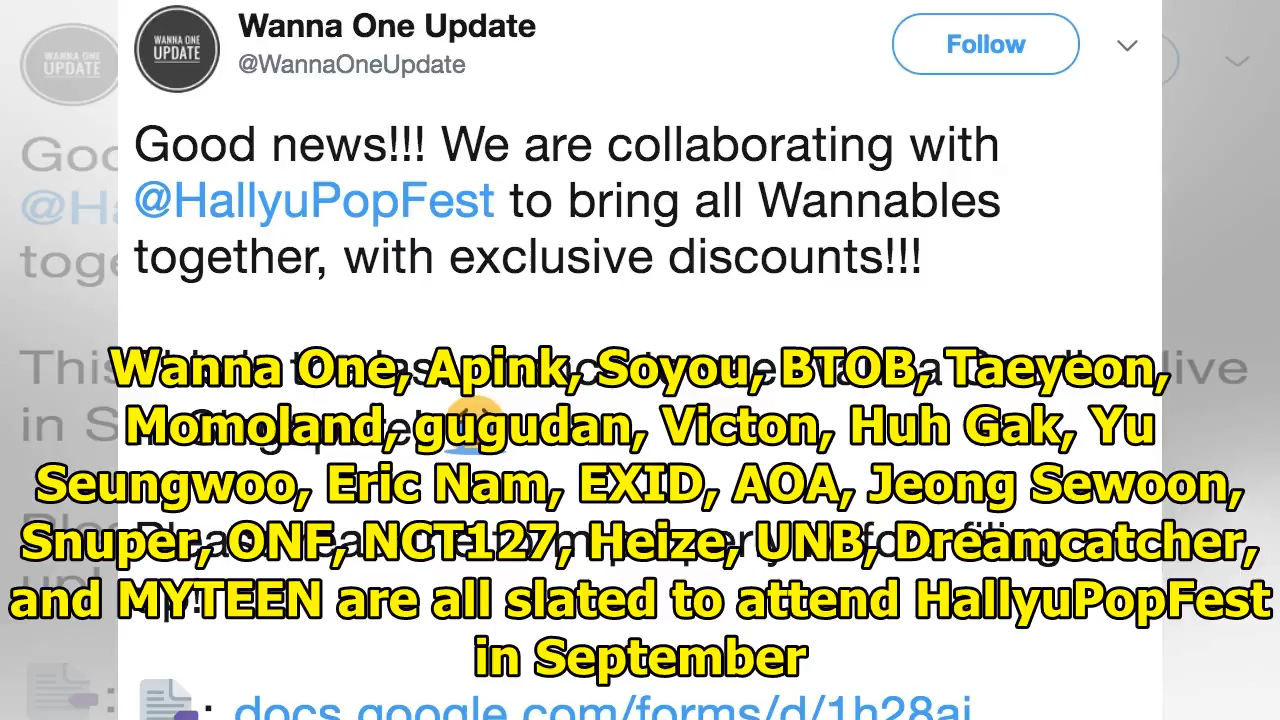 WANNA ONE
UPDATE
Wanna One Update
@WannaOneUpdate
Follow
Good news!!! We are collaborating with
@HallyuPopFest to bring all Wannables
together, with exclusive discounts!!!
Wanna One, Apink, Soyou, BTOB, Taeyeon,
Momoland, gugudan, Victon, Huh Gak, Yu
Seungwoo, Eric Nam, EXID, AOA, Jeong Sewoon,
Snuper, ONF, NCT127, Heize, UNB, Dreamcatcher,
and MYTEEN are all slated to attend HallyuPopFest
in September
docs.google.com/forms/d/1h28ai